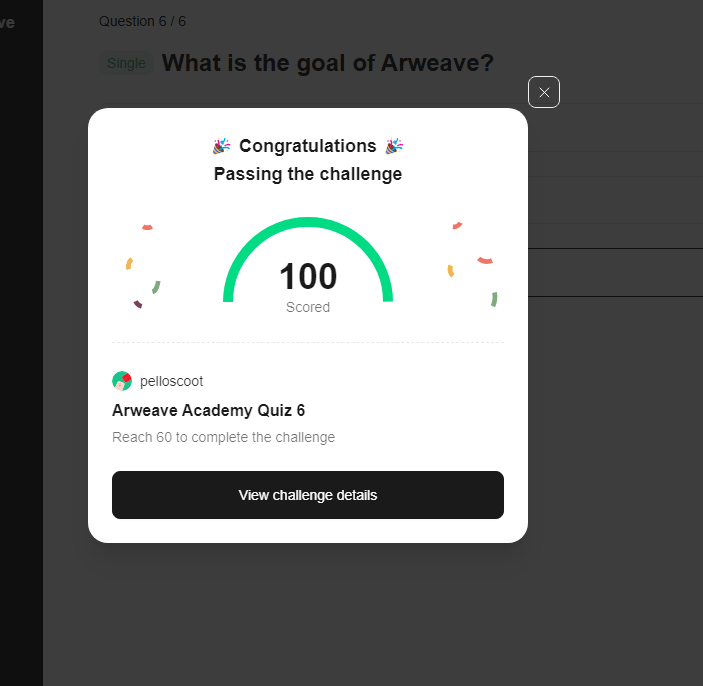 ve
Question 6 / 6
Single What is the goal of Arweave?
Congratulations
Passing the challenge
100
Scored
pelloscoot
Arweave Academy Quiz 6
Reach 60 to complete the challenge
View challenge details